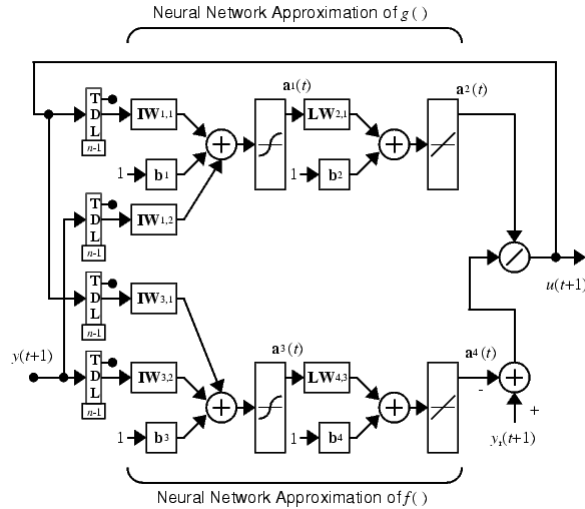 Neural Network Approximation of g ( )
a1(t) a2(t)
T D L n-1 IW1,1 LW2,1
1 b1 1 b2
T D L n-1 IW1,2
u(t+1)
T D L n-1 IW3,1
y(t+1) a3(t) a4(t)
T D L n-1 IW3,2 LW4,3
- +
1 b3 1 b4 yr(t+1)
Neural Network Approximation of f ( )